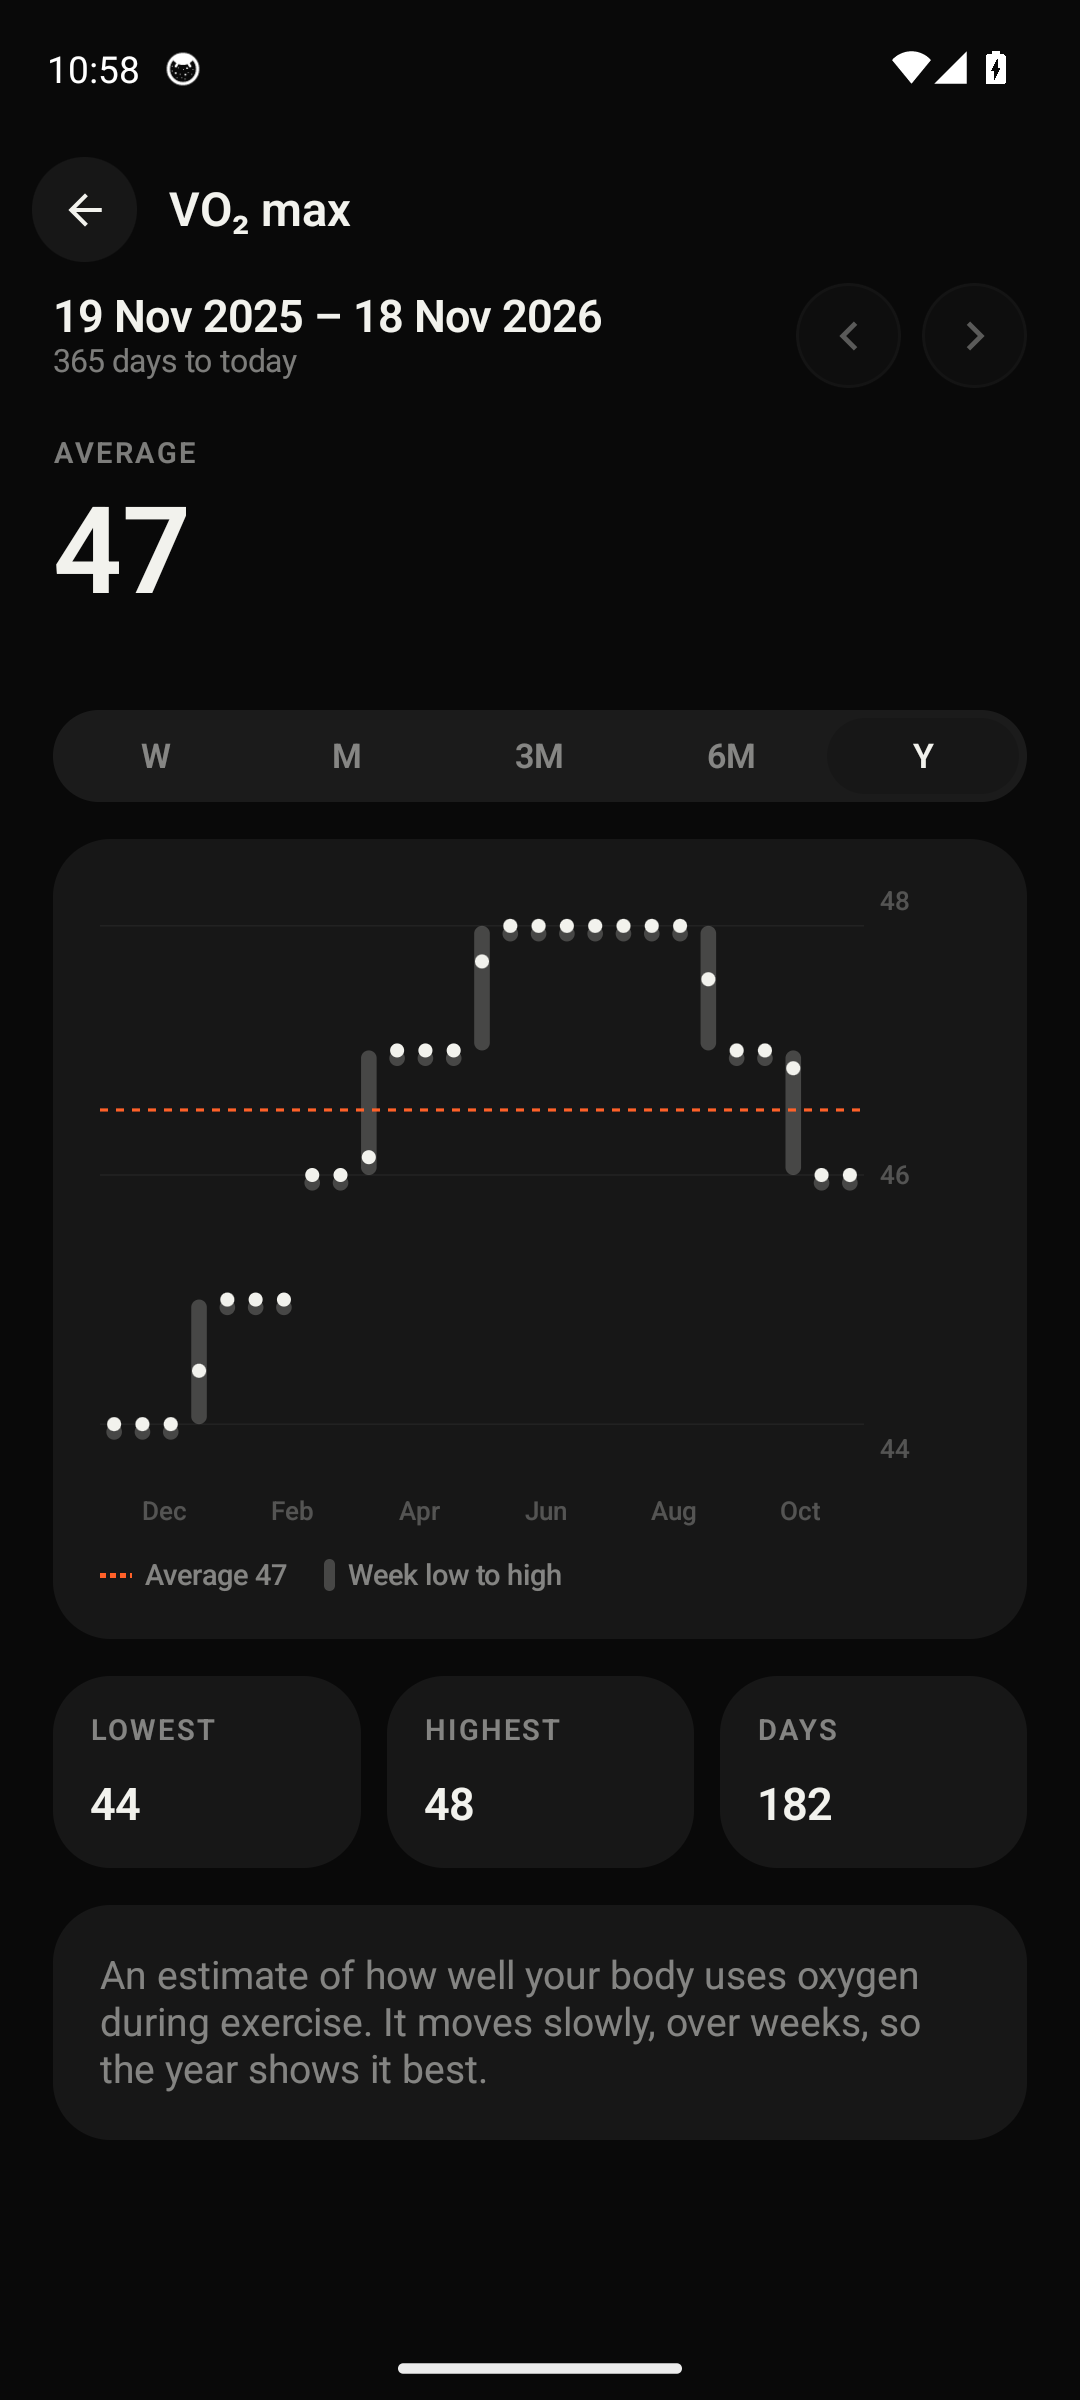 10:58
VO₂ max
19 Nov 2025 – 18 Nov 2026
365 days to today
AVERAGE
47
W M 3M 6M Y
48
46
44
Dec Feb Apr Jun Aug Oct
Average 47 Week low to high
LOWEST HIGHEST DAYS
44 48 182
An estimate of how well your body uses oxygen
during exercise. It moves slowly, over weeks, so
the year shows it best.